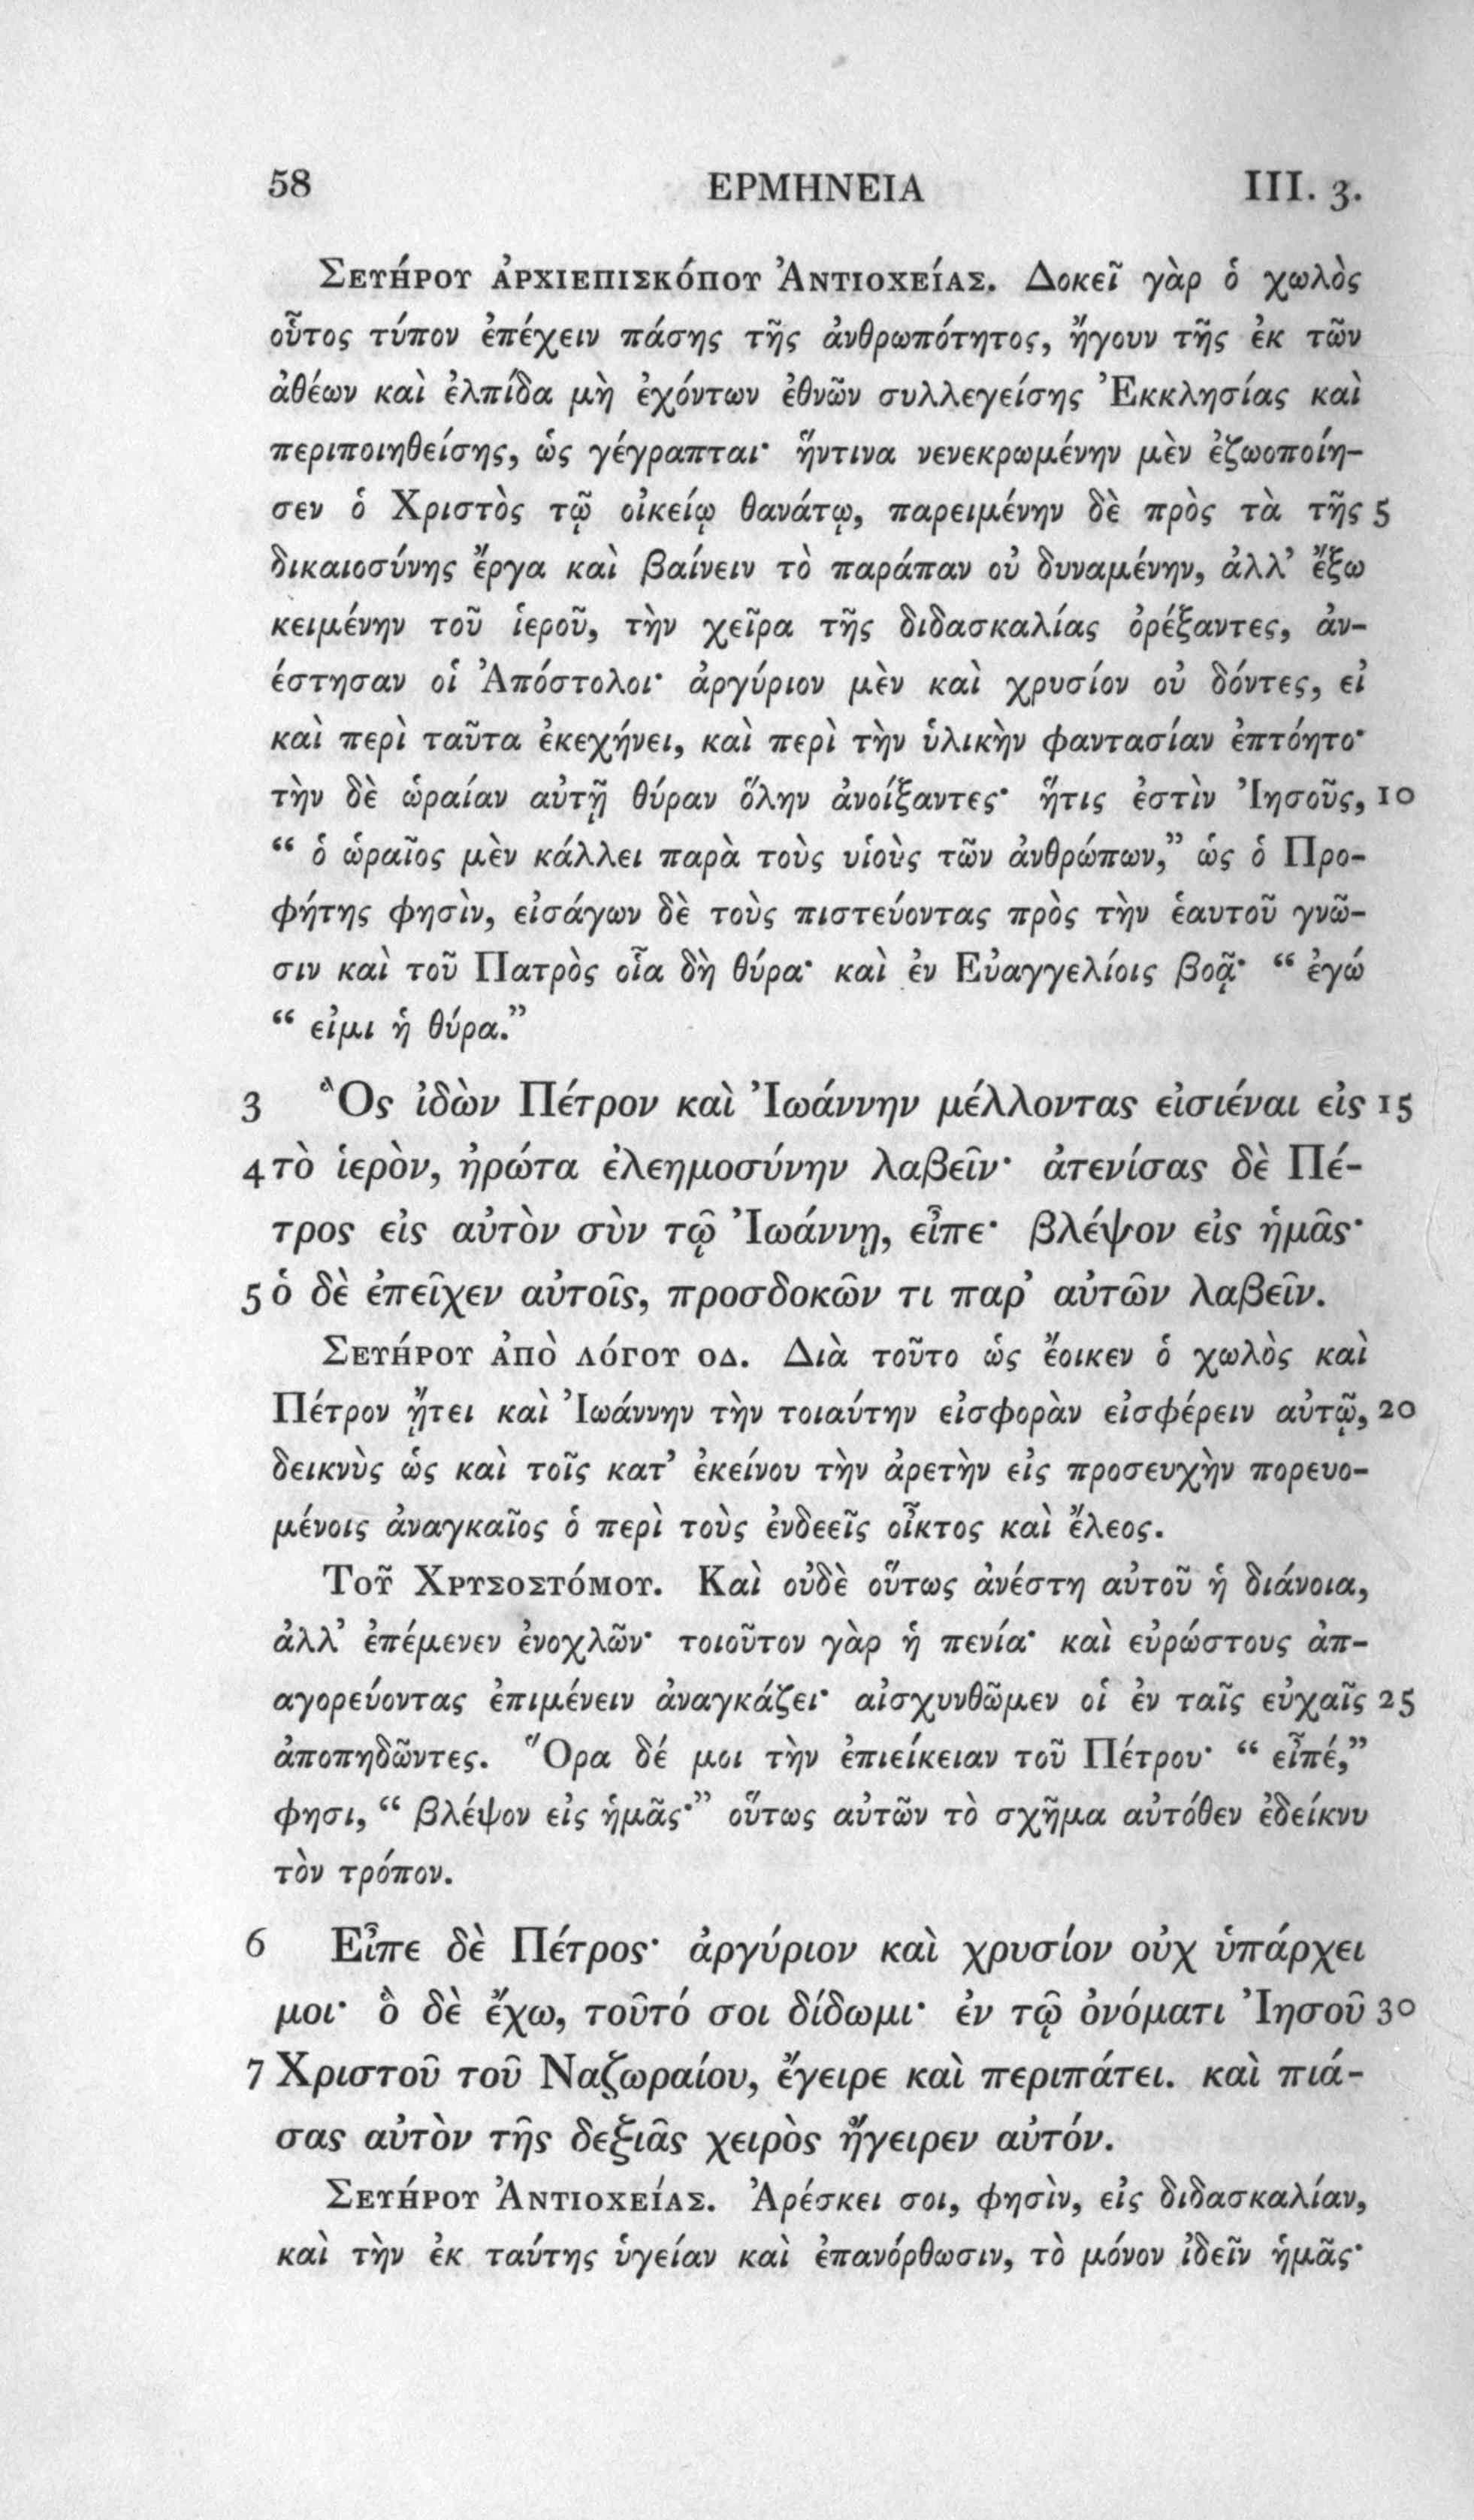 58 ΕΡΜΗΝΕΙΑ III. 3.
Σευήρου ἀρχιεπισκόπου Ἀντιοχείας. Δοκεῖ γὰρ ὁ χωλὸς
οὗτος τύπον ἐπέχειν πάσης τῆς ἀνθρωπότητος, ἤγουν τῆς ἐκ τῶν
ἀθέων καὶ ἐλπίδα μὴ ἐχόντων ἐθνῶν συλλεγείσης Ἐκκλησίας καὶ
περιποιηθείσης, ὡς γέγραπται· ἥντινα νενεκρωμένην μὲν ἐζωοποίη-
σεν ὁ Χριστὸς τῷ οἰκείῳ θανάτῳ, παρειμένην δὲ πρὸς τὰ τῆς 5
δικαιοσύνης ἔργα καὶ βαίνειν τὸ παράπαν οὐ δυναμένην, ἀλλ’ ἔξω
κειμένην τοῦ ἱεροῦ, τὴν χεῖρα τῆς διδασκαλίας ὀρέξαντες, ἀν-
έστησαν οἱ Ἀπόστολοι· ἀργύριον μὲν καὶ χρυσίον οὐ δόντες, εἰ
καὶ περὶ ταῦτα ἐκεχήνει, καὶ περὶ τὴν ὑλικὴν φαντασίαν ἐπτόητο·
τὴν δὲ ὡραίαν αὐτῇ θύραν ὅλην ἀνοίξαντες· ἥτις ἐστὶν Ἰησοῦς, 10
“ ὁ ὡραῖος μὲν κάλλει παρὰ τοὺς υἱοὺς τῶν ἀνθρώπων,” ὡς ὁ Προ-
φήτης φησὶν, εἰσάγων δὲ τοὺς πιστεύοντας πρὸς τὴν ἑαυτοῦ γνῶ-
σιν καὶ τοῦ Πατρὸς οἷα δὴ θύρα· καὶ ἐν Εὐαγγελίοις βοᾷ· “ ἐγώ
“ εἰμι ἡ θύρα.”
3 Ὃς ἰδὼν Πέτρον καὶ Ἰωάννην μέλλοντας εἰσιέναι εἰς 15
4 τὸ ἱερὸν, ἠρώτα ἐλεημοσύνην λαβεῖν· ἀτενίσας δὲ Πέ-
τρος εἰς αὐτὸν σὺν τῷ Ἰωάννῃ, εἶπε· βλέψον εἰς ἡμᾶς·
5 ὁ δὲ ἐπεῖχεν αὐτοῖς, προσδοκῶν τι παρ’ αὐτῶν λαβεῖν.
Σευήρου ἀπὸ λόγου οδ. Διὰ τοῦτο ὡς ἔοικεν ὁ χωλὸς καὶ
Πέτρον ᾔτει καὶ Ἰωάννην τὴν τοιαύτην εἰσφορὰν εἰσφέρειν αὐτῷ, 20
δεικνὺς ὡς καὶ τοῖς κατ’ ἐκείνου τὴν ἀρετὴν εἰς προσευχὴν πορευο-
μένοις ἀναγκαῖος ὁ περὶ τοὺς ἐνδεεῖς οἶκτος καὶ ἔλεος.
Τοῦ Χρυσοστόμου. Καὶ οὐδὲ οὕτως ἀνέστη αὐτοῦ ἡ διάνοια,
ἀλλ’ ἐπέμενεν ἐνοχλῶν· τοιοῦτον γὰρ ἡ πενία· καὶ εὐρώστους ἀπ-
αγορεύοντας ἐπιμένειν ἀναγκάζει· αἰσχυνθῶμεν οἱ ἐν ταῖς εὐχαῖς 25
ἀποπηδῶντες. Ὅρα δέ μοι τὴν ἐπιείκειαν τοῦ Πέτρου· “ εἶπέ,”
φησι, “ βλέψον εἰς ἡμᾶς·” οὕτως αὐτῶν τὸ σχῆμα αὐτόθεν ἐδείκνυ
τὸν τρόπον.
6 Εἶπε δὲ Πέτρος· ἀργύριον καὶ χρυσίον οὐχ ὑπάρχει
μοι· ὃ δὲ ἔχω, τοῦτό σοι δίδωμι· ἐν τῷ ὀνόματι Ἰησοῦ 30
7 Χριστοῦ τοῦ Ναζωραίου, ἔγειρε καὶ περιπάτει. καὶ πιά-
σας αὐτὸν τῆς δεξιᾶς χειρὸς ἤγειρεν αὐτόν.
Σευήρου Ἀντιοχείας. Ἀρέσκει σοι, φησὶν, εἰς διδασκαλίαν,
καὶ τὴν ἐκ ταύτης ὑγείαν καὶ ἐπανόρθωσιν, τὸ μόνον ἰδεῖν ἡμᾶς·